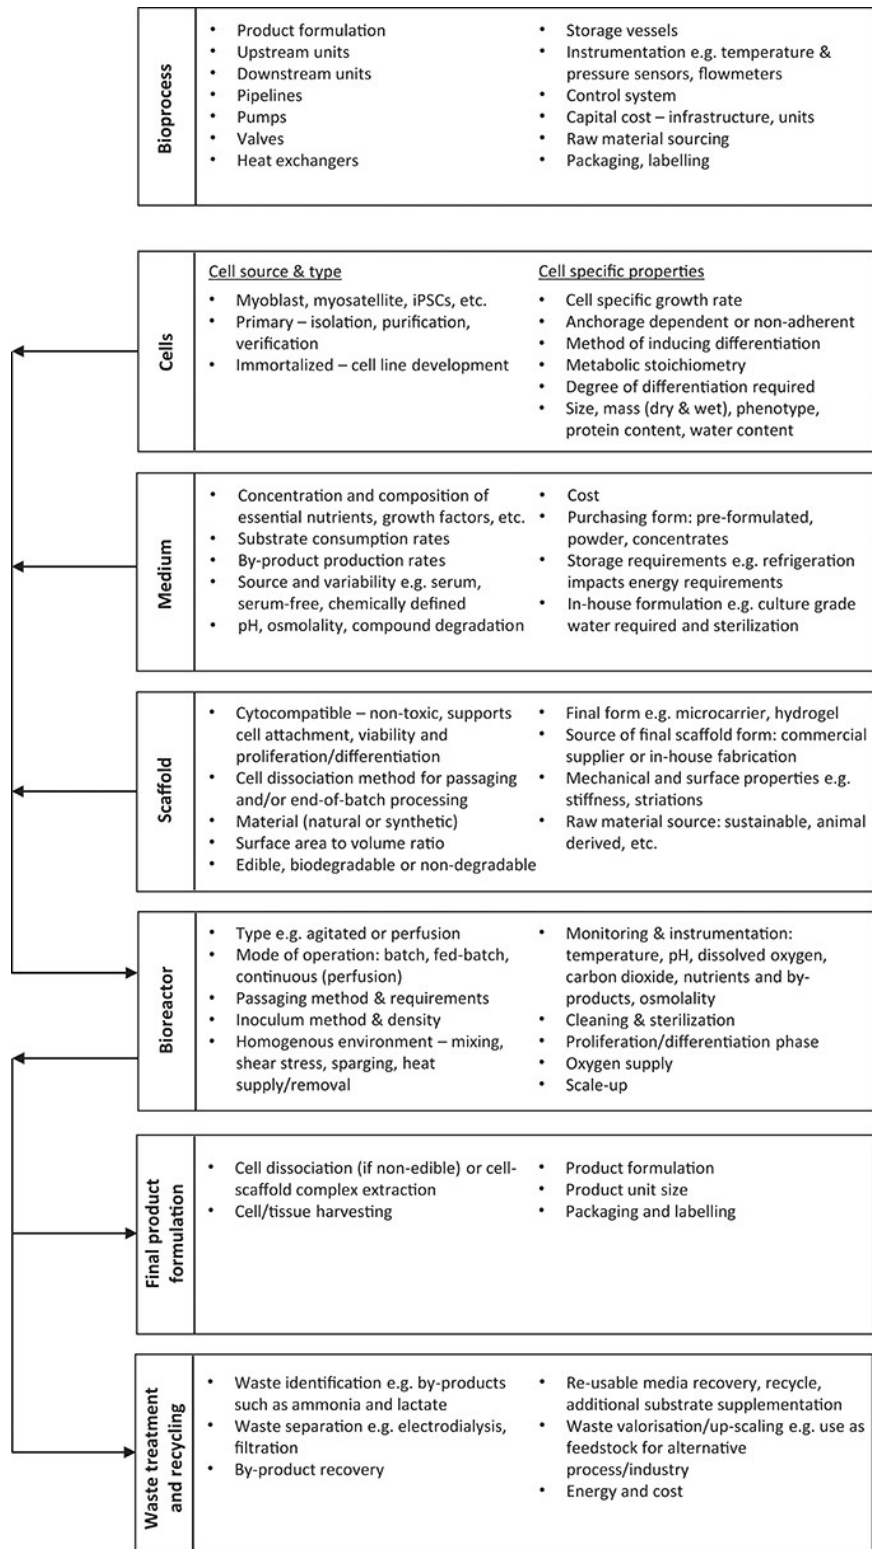 Bioprocess
• Product formulation
• Upstream units
• Downstream units
• Pipelines
• Pumps
• Valves
• Heat exchangers
• Storage vessels
• Instrumentation e.g. temperature &
pressure sensors, flowmeters
• Control system
• Capital cost – infrastructure, units
• Raw material sourcing
• Packaging, labelling
Cells
Cell source & type
• Myoblast, myosatellite, iPSCs, etc.
• Primary – isolation, purification,
verification
• Immortalized – cell line development
Cell specific properties
• Cell specific growth rate
• Anchorage dependent or non-adherent
• Method of inducing differentiation
• Metabolic stoichiometry
• Degree of differentiation required
• Size, mass (dry & wet), phenotype,
protein content, water content
Medium
• Concentration and composition of
essential nutrients, growth factors, etc.
• Substrate consumption rates
• By-product production rates
• Source and variability e.g. serum,
serum-free, chemically defined
• pH, osmolality, compound degradation
• Cost
• Purchasing form: pre-formulated,
powder, concentrates
• Storage requirements e.g. refrigeration
impacts energy requirements
• In-house formulation e.g. culture grade
water required and sterilization
Scaffold
• Cytocompatible – non-toxic, supports
cell attachment, viability and
proliferation/differentiation
• Cell dissociation method for passaging
and/or end-of-batch processing
• Material (natural or synthetic)
• Surface area to volume ratio
• Edible, biodegradable or non-degradable
• Final form e.g. microcarrier, hydrogel
• Source of final scaffold form: commercial
supplier or in-house fabrication
• Mechanical and surface properties e.g.
stiffness, striations
• Raw material source: sustainable, animal
derived, etc.
Bioreactor
• Type e.g. agitated or perfusion
• Mode of operation: batch, fed-batch,
continuous (perfusion)
• Passaging method & requirements
• Inoculum method & density
• Homogenous environment – mixing,
shear stress, sparging, heat
supply/removal
• Monitoring & instrumentation:
temperature, pH, dissolved oxygen,
carbon dioxide, nutrients and by-
products, osmolality
• Cleaning & sterilization
• Proliferation/differentiation phase
• Oxygen supply
• Scale-up
Final product
formulation
• Cell dissociation (if non-edible) or cell-
scaffold complex extraction
• Cell/tissue harvesting
• Product formulation
• Product unit size
• Packaging and labelling
Waste treatment
and recycling
• Waste identification e.g. by-products
such as ammonia and lactate
• Waste separation e.g. electrodialysis,
filtration
• By-product recovery
• Re-usable media recovery, recycle,
additional substrate supplementation
• Waste valorisation/up-scaling e.g. use as
feedstock for alternative
process/industry
• Energy and cost